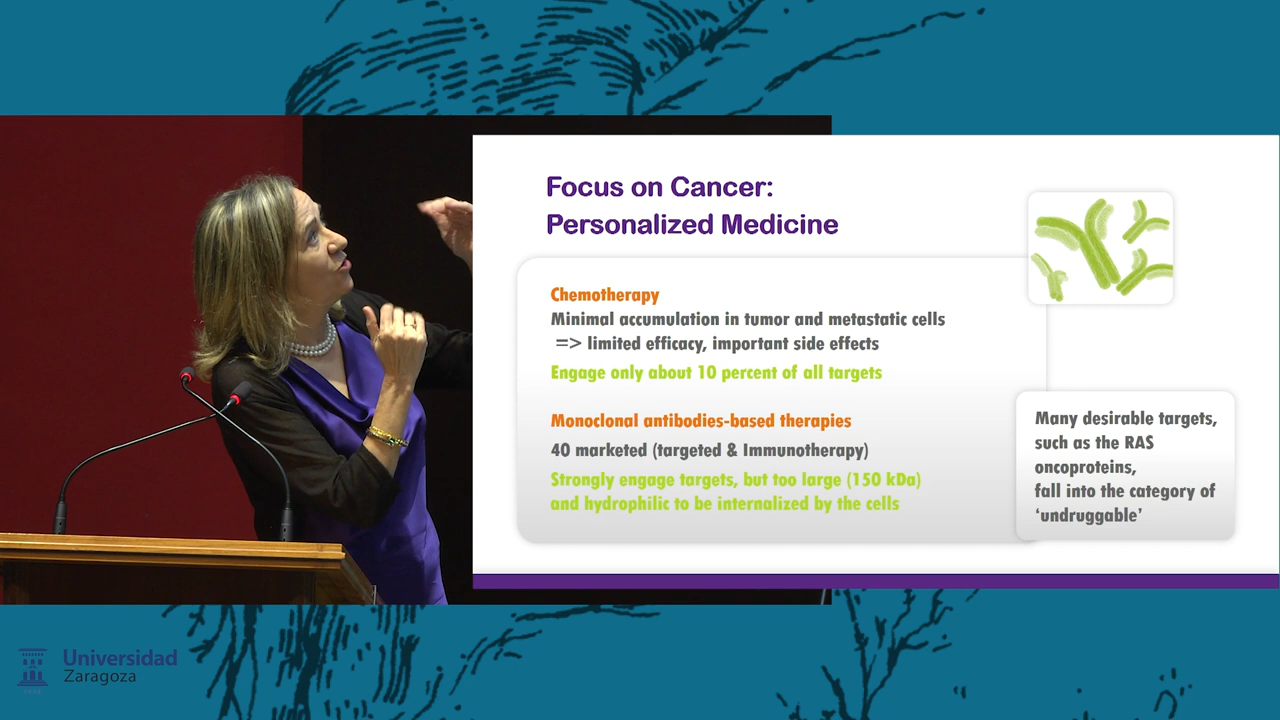 Focus on Cancer:
Personalized Medicine
Chemotherapy
Minimal accumulation in tumor and metastatic cells
=> limited efficacy, important side effects
Engage only about 10 percent of all targets
Monoclonal antibodies-based therapies
40 marketed (targeted & Immunotherapy)
Strongly engage targets, but too large (150 kDa)
and hydrophilic to be internalized by the cells
Many desirable targets,
such as the RAS
oncoproteins,
fall into the category of
‘undruggable’
Universidad
Zaragoza